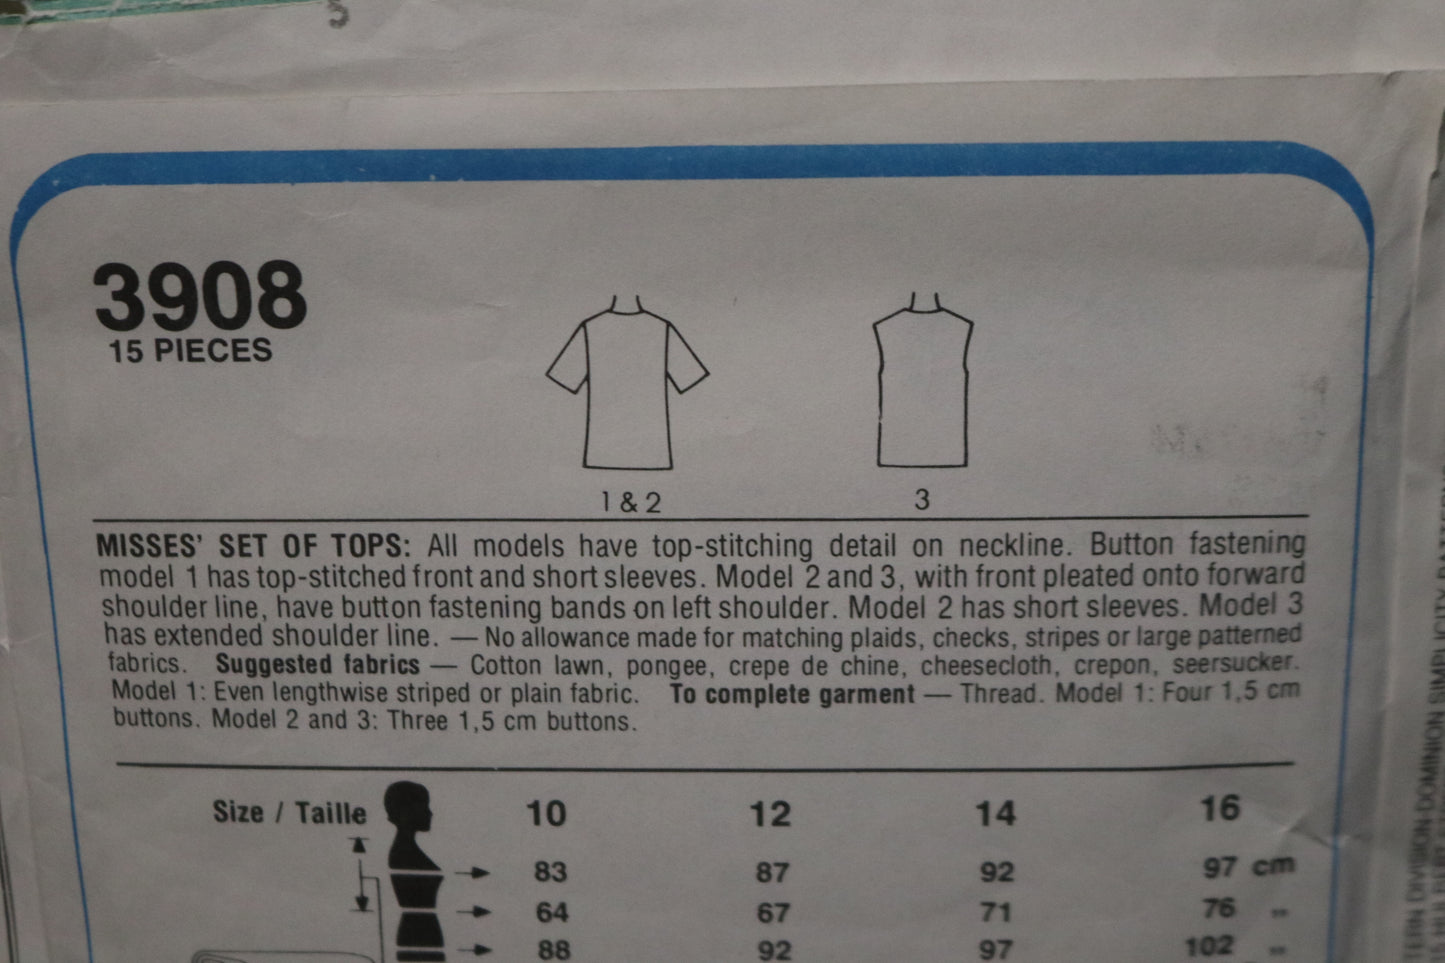 3908
15 PIECES
1 & 2
3
MISSES' SET OF TOPS: All models have top-stitching detail on neckline. Button fastening
model 1 has top-stitched front and short sleeves. Model 2 and 3, with front pleated onto forward
shoulder line, have button fastening bands on left shoulder. Model 2 has short sleeves. Model 3
has extended shoulder line. — No allowance made for matching plaids, checks, stripes or large patterned
fabrics. Suggested fabrics — Cotton lawn, pongee, crepe de chine, cheesecloth, crepon, seersucker.
Model 1: Even lengthwise striped or plain fabric. To complete garment — Thread. Model 1: Four 1,5 cm
buttons. Model 2 and 3: Three 1,5 cm buttons.
Size / Taille 10 12 14 16
83 87 92 97 cm
64 67 71 76 "
88 92 97 102 "
DIVISION-DOMINION SIMPLICITY